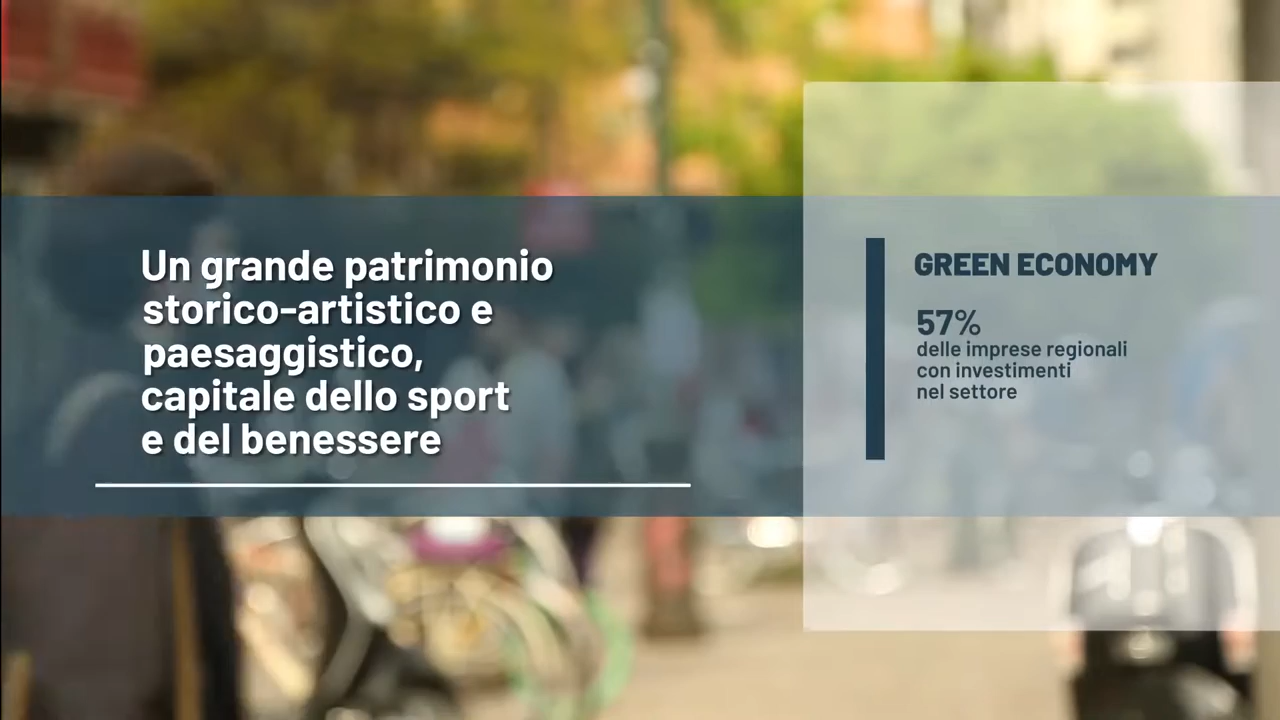 Un grande patrimonio
storico-artistico e
paesaggistico,
capitale dello sport
e del benessere
GREEN ECONOMY
57%
delle imprese regionali
con investimenti
nel settore